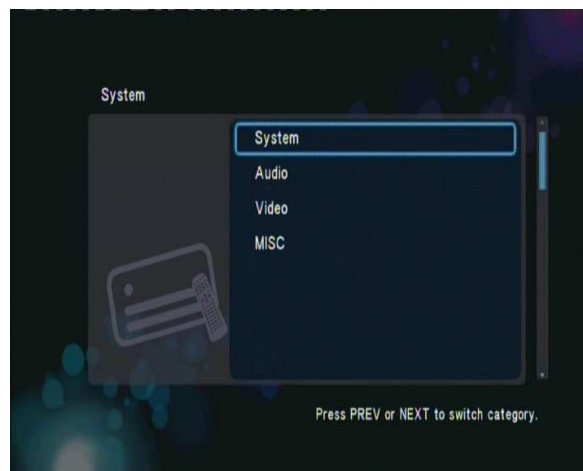 System
System
Audio
Video
MISC
Press PREV or NEXT to switch category.